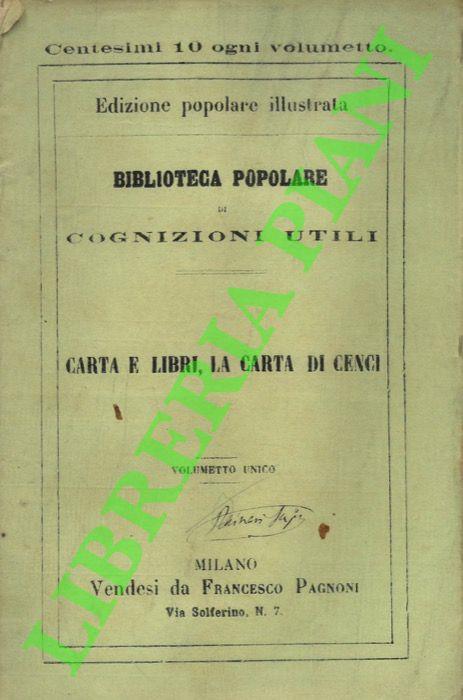 Centesimi 10 ogni volumetto.
Edizione popolare illustrata
BIBLIOTECA POPOLARE
DI
COGNIZIONI UTILI
CARTA E LIBRI, LA CARTA DI CENCI
VOLUMETTO UNICO
MILANO
Vendesi da FRANCESCO PAGNONI
Via Solferino, N. 7.
LIBRERIA PIANI